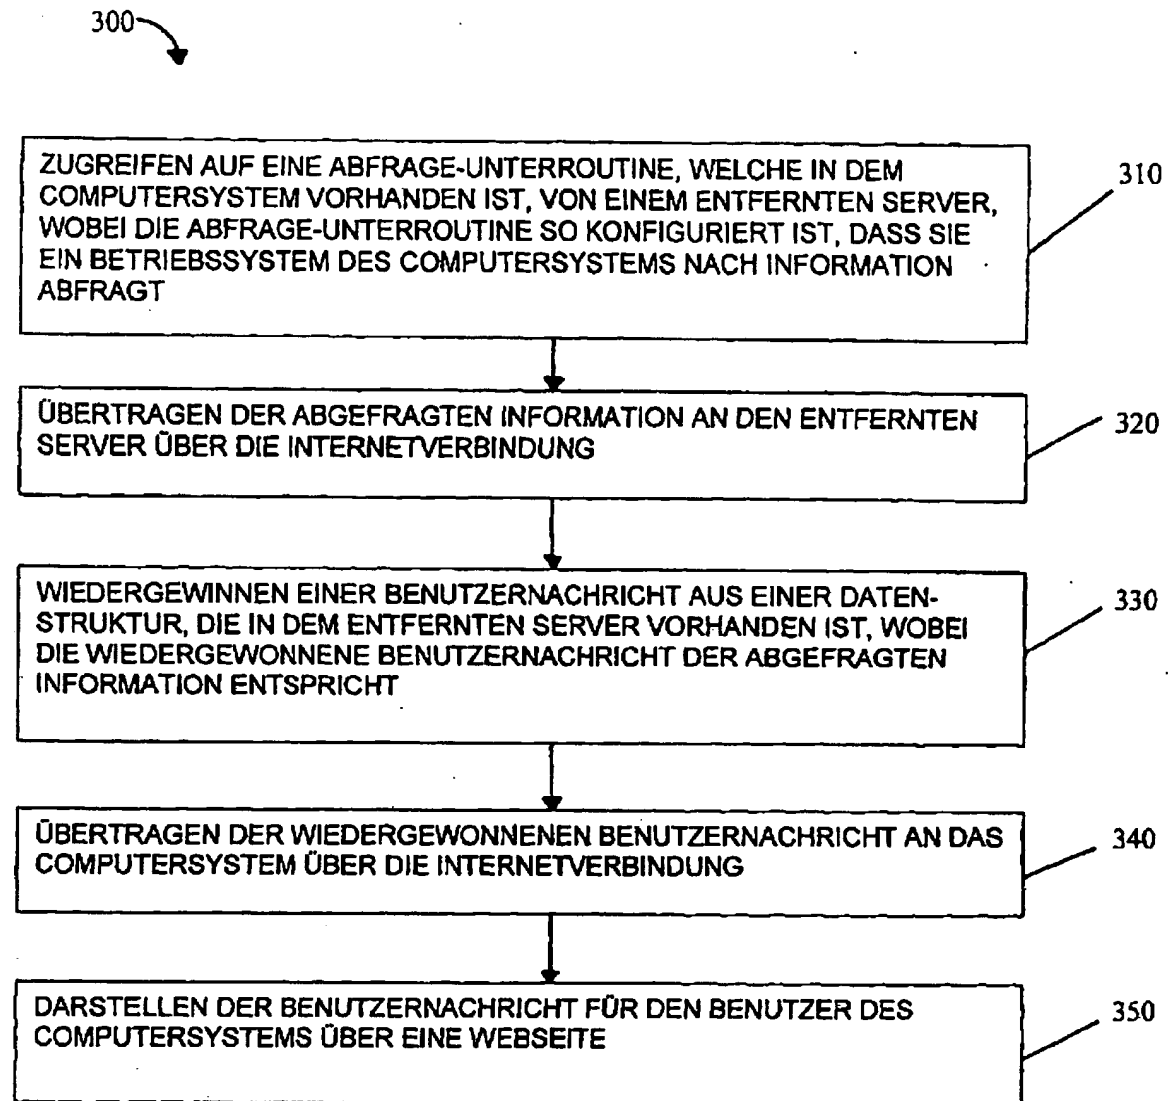 300
ZUGREIFEN AUF EINE ABFRAGE-UNTERROUTINE, WELCHE IN DEM
COMPUTERSYSTEM VORHANDEN IST, VON EINEM ENTFERNTEN SERVER,
WOBEI DIE ABFRAGE-UNTERROUTINE SO KONFIGURIERT IST, DASS SIE
EIN BETRIEBSSYSTEM DES COMPUTERSYSTEMS NACH INFORMATION
ABFRAGT
310
ÜBERTRAGEN DER ABGEFRAGTEN INFORMATION AN DEN ENTFERNTEN
SERVER ÜBER DIE INTERNETVERBINDUNG
320
WIEDERGEWINNEN EINER BENUTZERNACHRICHT AUS EINER DATEN-
STRUKTUR, DIE IN DEM ENTFERNTEN SERVER VORHANDEN IST, WOBEI
DIE WIEDERGEWONNENE BENUTZERNACHRICHT DER ABGEFRAGTEN
INFORMATION ENTSPRICHT
330
ÜBERTRAGEN DER WIEDERGEWONNENEN BENUTZERNACHRICHT AN DAS
COMPUTERSYSTEM ÜBER DIE INTERNETVERBINDUNG
340
DARSTELLEN DER BENUTZERNACHRICHT FÜR DEN BENUTZER DES
COMPUTERSYSTEMS ÜBER EINE WEBSEITE
350